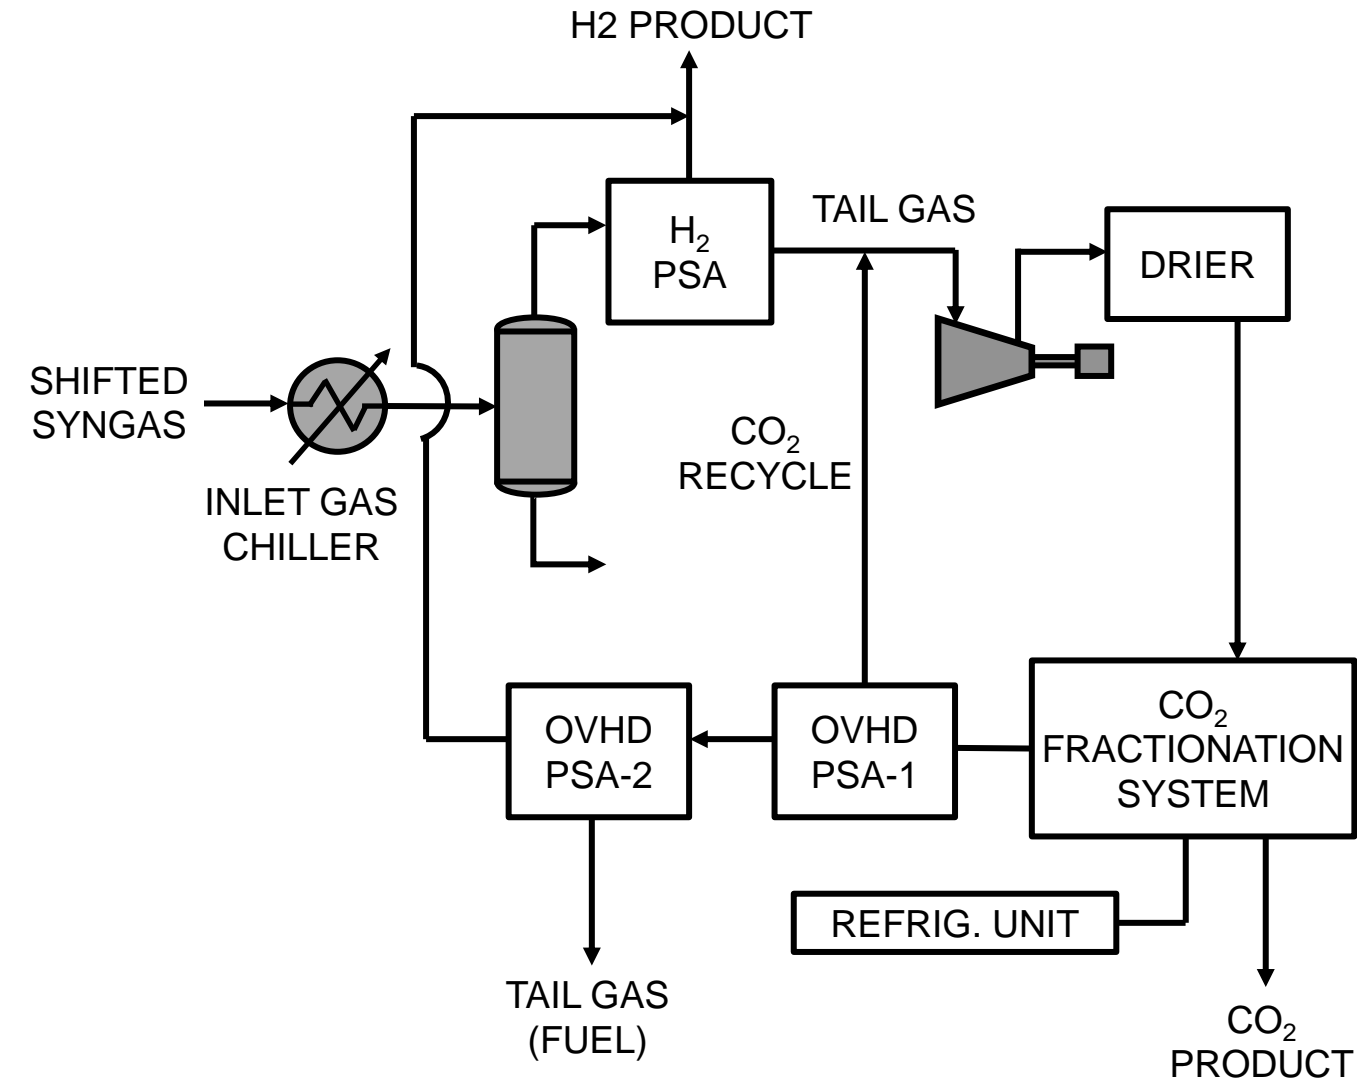 H2 PRODUCT
H₂
PSA
TAIL GAS
DRIER
SHIFTED
SYNGAS
INLET GAS
CHILLER
CO₂
RECYCLE
OVHD
PSA-2
OVHD
PSA-1
CO₂
FRACTIONATION
SYSTEM
REFRIG. UNIT
TAIL GAS
(FUEL)
CO₂
PRODUCT